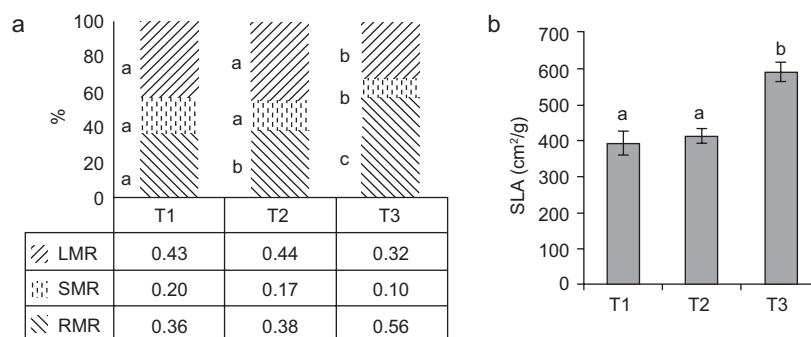 a
100
80
60
40
20
0
%
a a b
a a b
a b c
T1 T2 T3
LMR 0.43 0.44 0.32
SMR 0.20 0.17 0.10
RMR 0.36 0.38 0.56
b
700
600
500
400
300
200
100
0
SLA (cm²/g)
a a b
T1 T2 T3